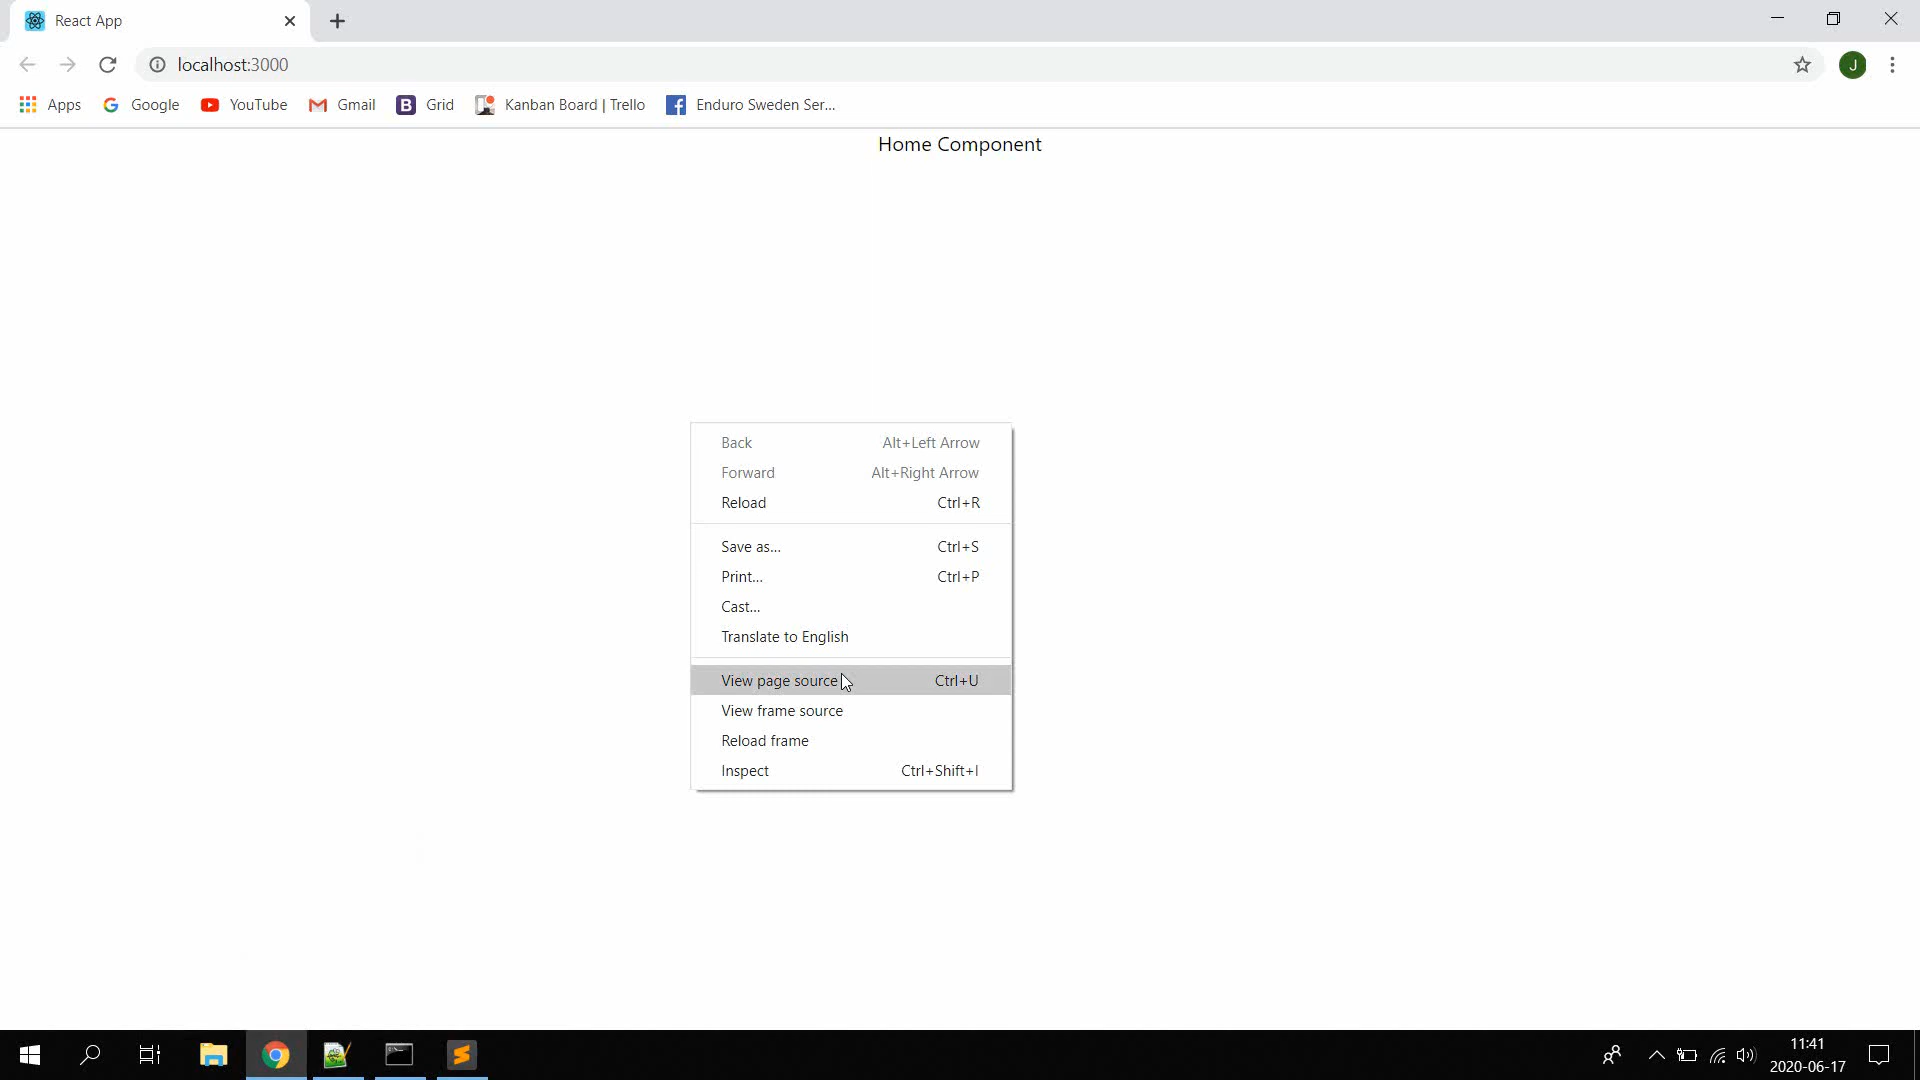 React App
localhost:3000
J
Apps Google YouTube Gmail B Grid Kanban Board | Trello Enduro Sweden Ser...
Home Component
Back Alt+Left Arrow
Forward Alt+Right Arrow
Reload Ctrl+R
Save as... Ctrl+S
Print... Ctrl+P
Cast...
Translate to English
View page source Ctrl+U
View frame source
Reload frame
Inspect Ctrl+Shift+I
11:41
2020-06-17